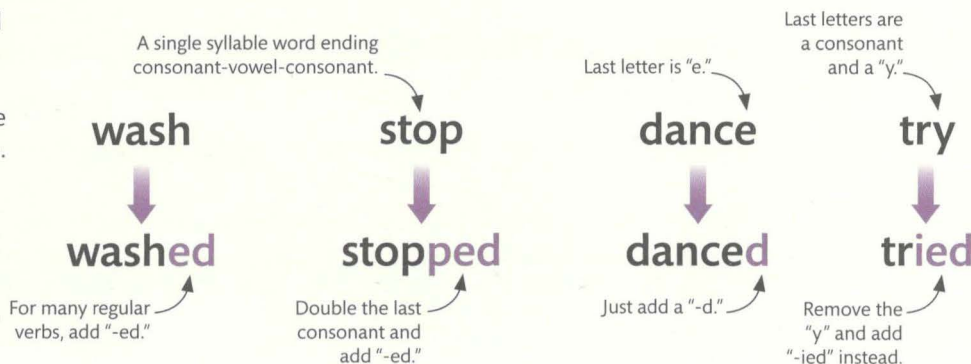 A single syllable word ending
consonant-vowel-consonant.
Last letter is "e."
Last letters are
a consonant
and a "y."
wash
stop
dance
try
washed
stopped
danced
tried
For many regular
verbs, add "-ed."
Double the last
consonant and
add "-ed."
Just add a "-d."
Remove the
"y" and add
"-ied" instead.